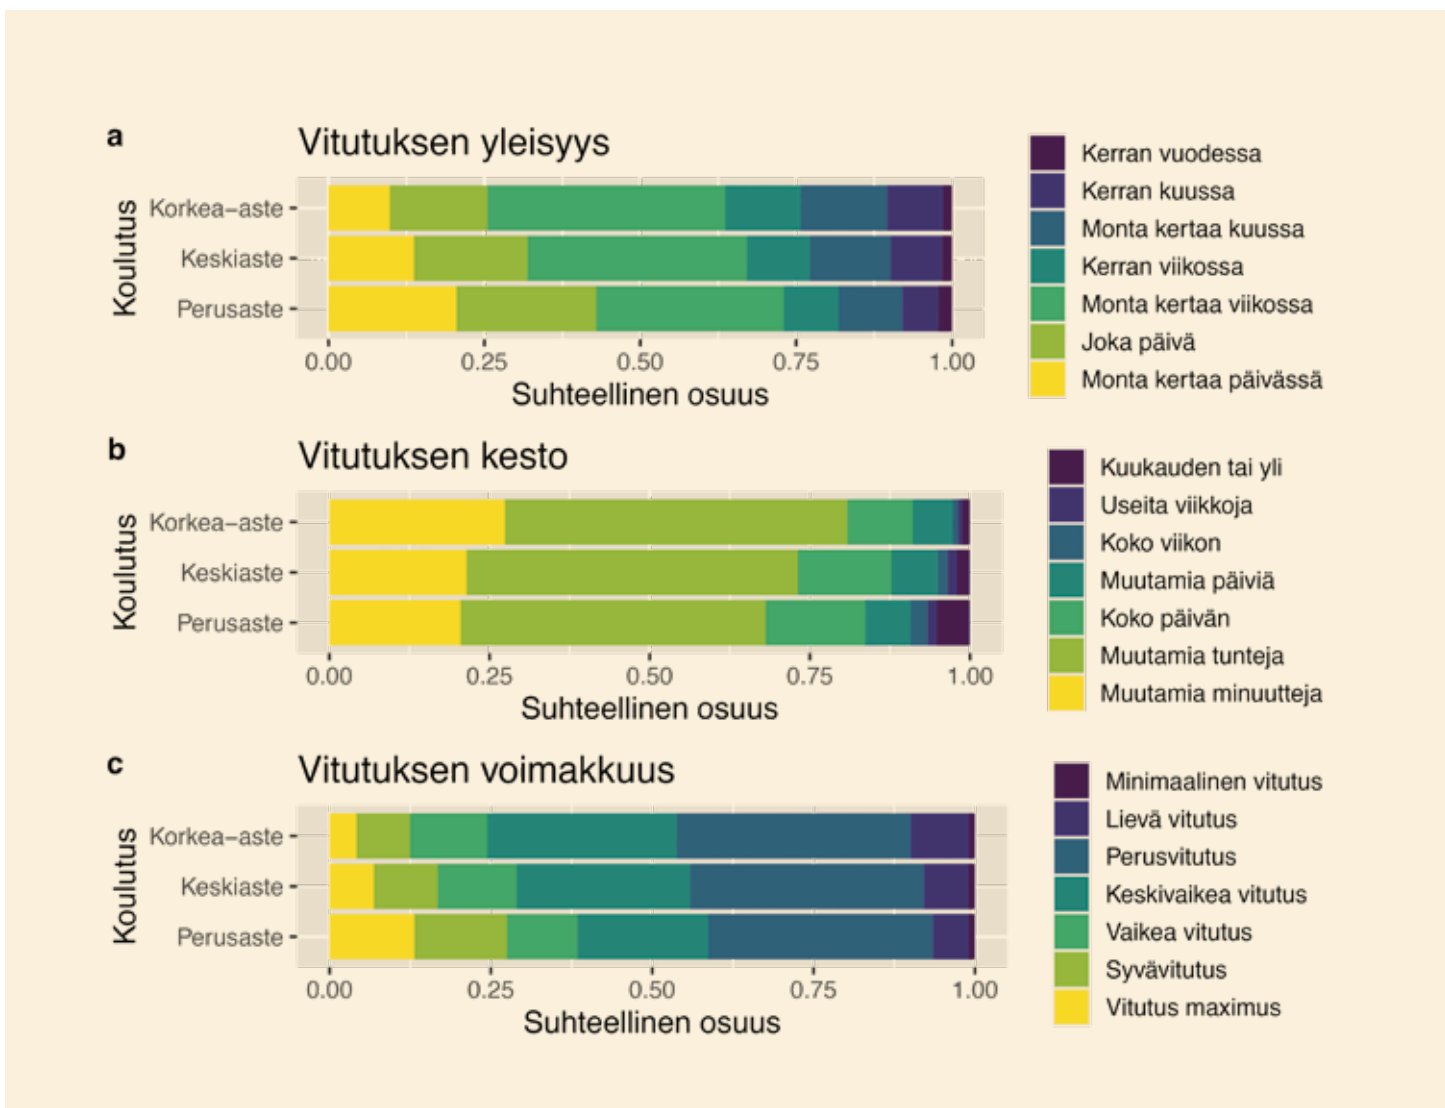 a
Vitutuksen yleisyys
Koulutus
Korkea-aste
Keskiaste
Perusaste
0.00 0.25 0.50 0.75 1.00
Suhteellinen osuus
Kerran vuodessa
Kerran kuussa
Monta kertaa kuussa
Kerran viikossa
Monta kertaa viikossa
Joka päivä
Monta kertaa päivässä
b
Vitutuksen kesto
Koulutus
Korkea-aste
Keskiaste
Perusaste
0.00 0.25 0.50 0.75 1.00
Suhteellinen osuus
Kuukauden tai yli
Useita viikkoja
Koko viikon
Muutamia päiviä
Koko päivän
Muutamia tunteja
Muutamia minuutteja
c
Vitutuksen voimakkuus
Koulutus
Korkea-aste
Keskiaste
Perusaste
0.00 0.25 0.50 0.75 1.00
Suhteellinen osuus
Minimaalinen vitutus
Lievä vitutus
Perusvitutus
Keskivaikea vitutus
Vaikea vitutus
Syvävitutus
Vitutus maximus